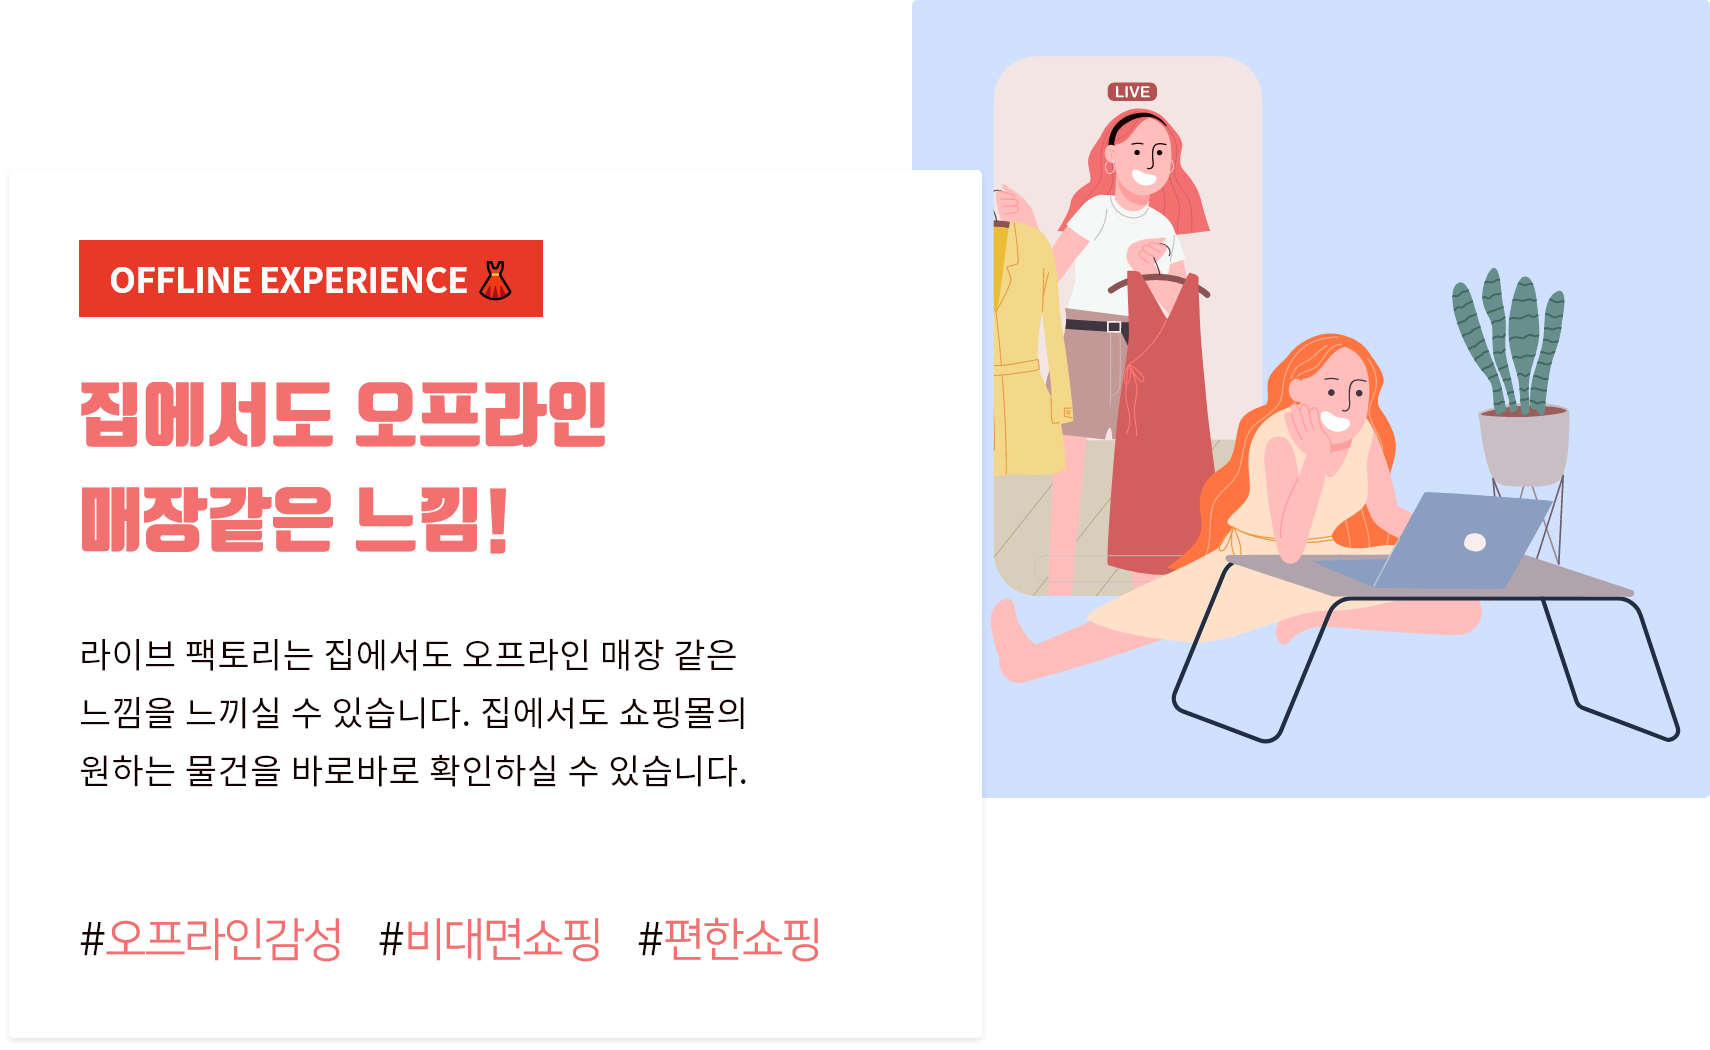 OFFLINE EXPERIENCE
집에서도 오프라인
매장같은 느낌!
라이브 팩토리는 집에서도 오프라인 매장 같은
느낌을 느끼실 수 있습니다. 집에서도 쇼핑몰의
원하는 물건을 바로바로 확인하실 수 있습니다.
#오프라인감성 #비대면쇼핑 #편한쇼핑
LIVE